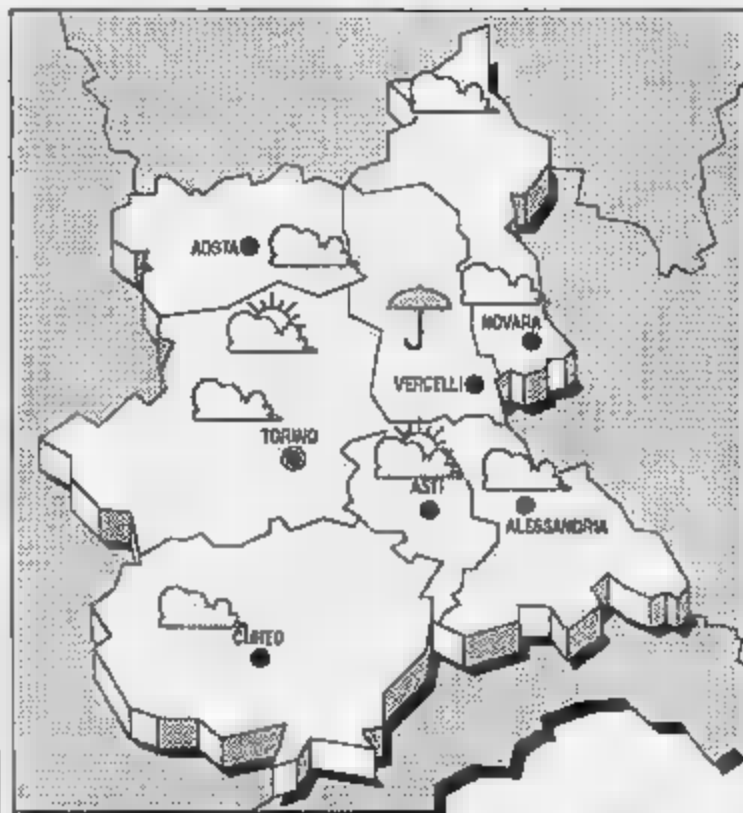 AOSTA
NOVARA
VERCELLI
TORINO
ASTI
ALESSANDRIA
CUNEO